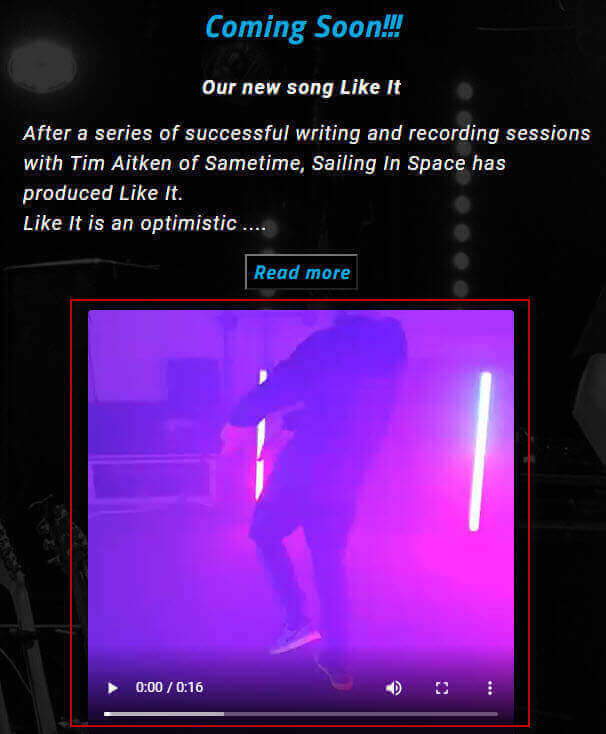 Coming Soon!!!
Our new song Like It
After a series of successful writing and recording sessions
with Tim Aitken of Sametime, Sailing In Space has
produced Like It.
Like It is an optimistic ....
Read more
0:00 / 0:16